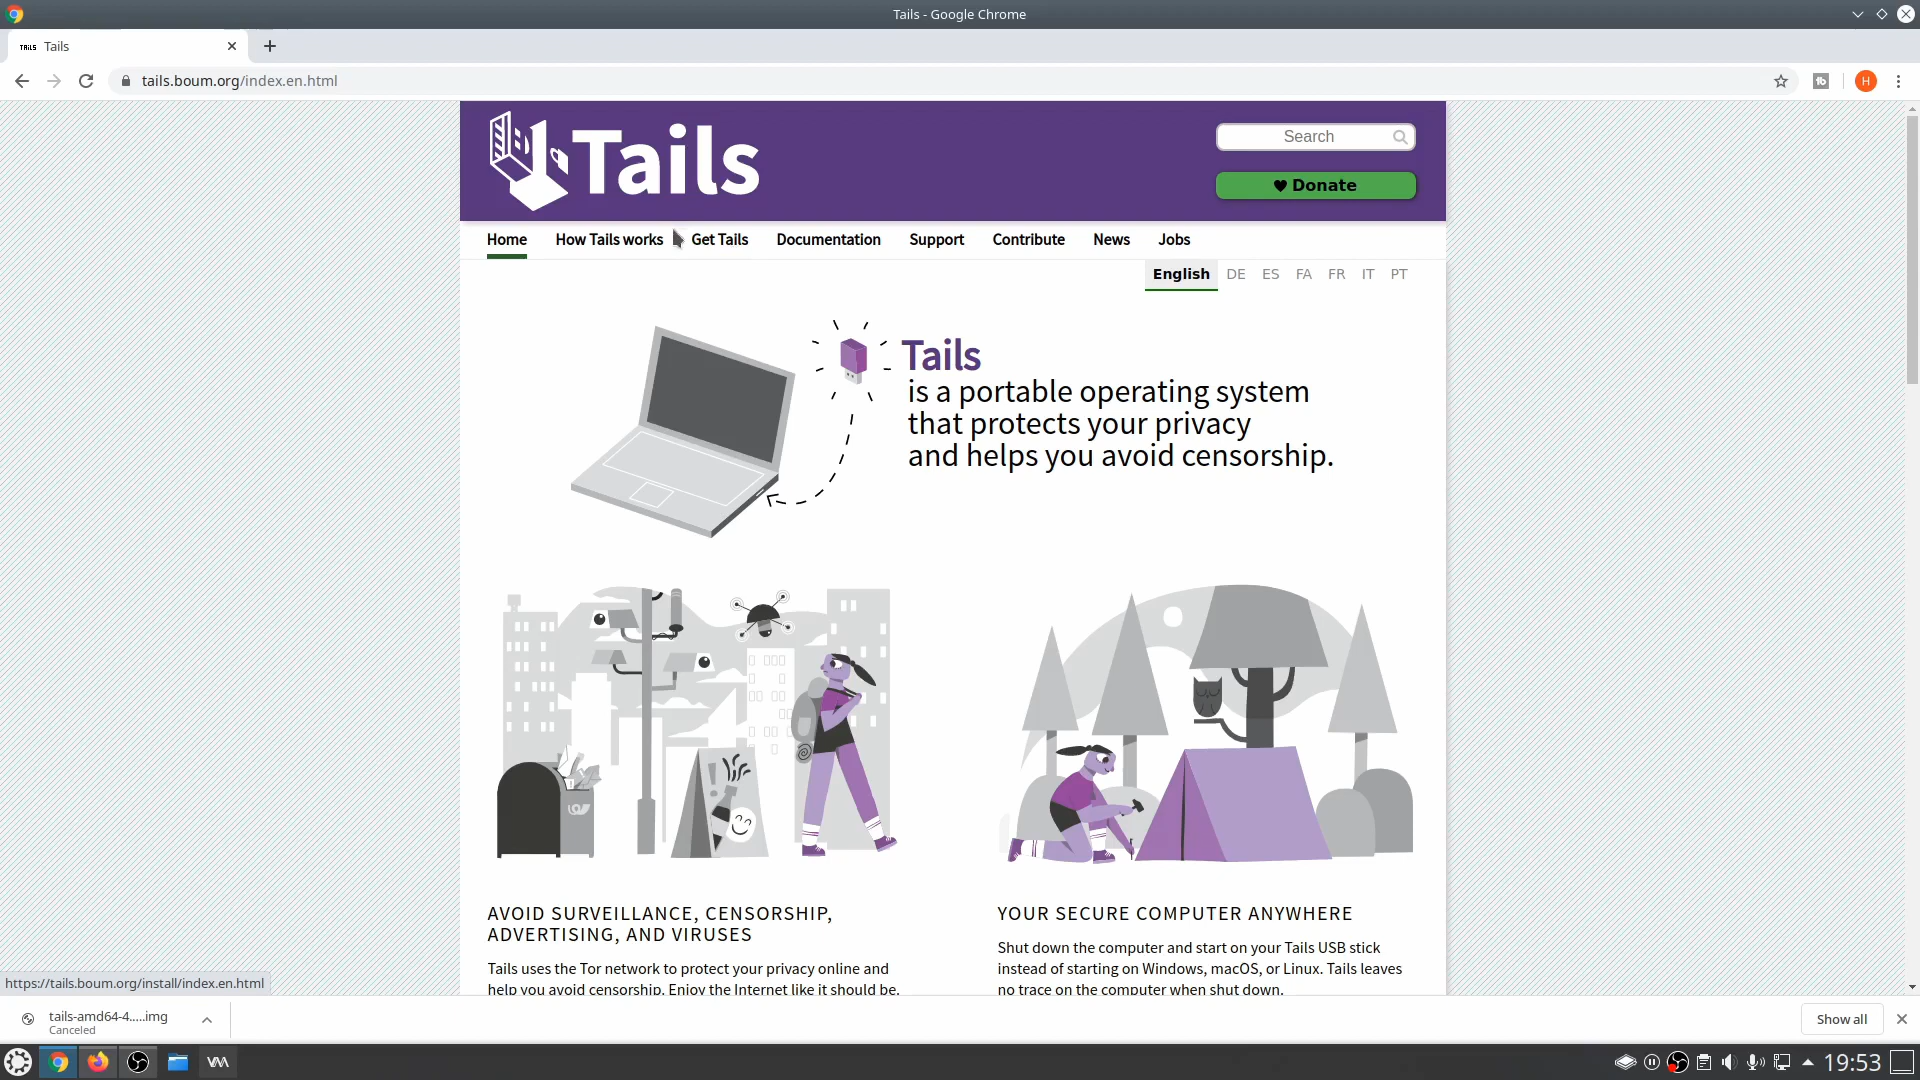 Tails - Google Chrome
TAILS Tails
tails.boum.org/index.en.html
H
Tails
Search
Donate
Home How Tails works Get Tails Documentation Support Contribute News Jobs
English DE ES FA FR IT PT
Tails
is a portable operating system
that protects your privacy
and helps you avoid censorship.
AVOID SURVEILLANCE, CENSORSHIP,
ADVERTISING, AND VIRUSES
Tails uses the Tor network to protect your privacy online and
help you avoid censorship. Enjoy the Internet like it should be.
YOUR SECURE COMPUTER ANYWHERE
Shut down the computer and start on your Tails USB stick
instead of starting on Windows, macOS, or Linux. Tails leaves
no trace on the computer when shut down.
https://tails.boum.org/install/index.en.html
tails-amd64-4.....img
Canceled
Show all
19:53